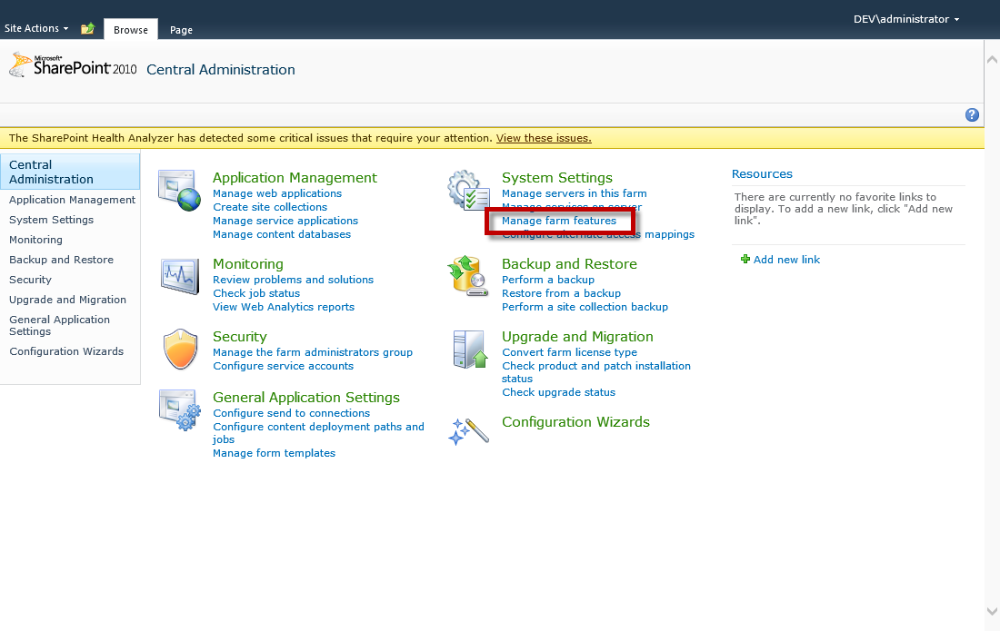 Site Actions
Browse
Page
DEV\administrator
Microsoft®
SharePoint 2010
Central Administration
The SharePoint Health Analyzer has detected some critical issues that require your attention. View these issues.
Central
Administration
Application Management
System Settings
Monitoring
Backup and Restore
Security
Upgrade and Migration
General Application
Settings
Configuration Wizards
Application Management
Manage web applications
Create site collections
Manage service applications
Manage content databases
Monitoring
Review problems and solutions
Check job status
View Web Analytics reports
Security
Manage the farm administrators group
Configure service accounts
General Application Settings
Configure send to connections
Configure content deployment paths and
jobs
Manage form templates
System Settings
Manage servers in this farm
Manage services on server
Manage farm features
Configure alternate access mappings
Backup and Restore
Perform a backup
Restore from a backup
Perform a site collection backup
Upgrade and Migration
Convert farm license type
Check product and patch installation
status
Check upgrade status
Configuration Wizards
Resources
There are currently no favorite links to
display. To add a new link, click "Add new
link".
Add new link